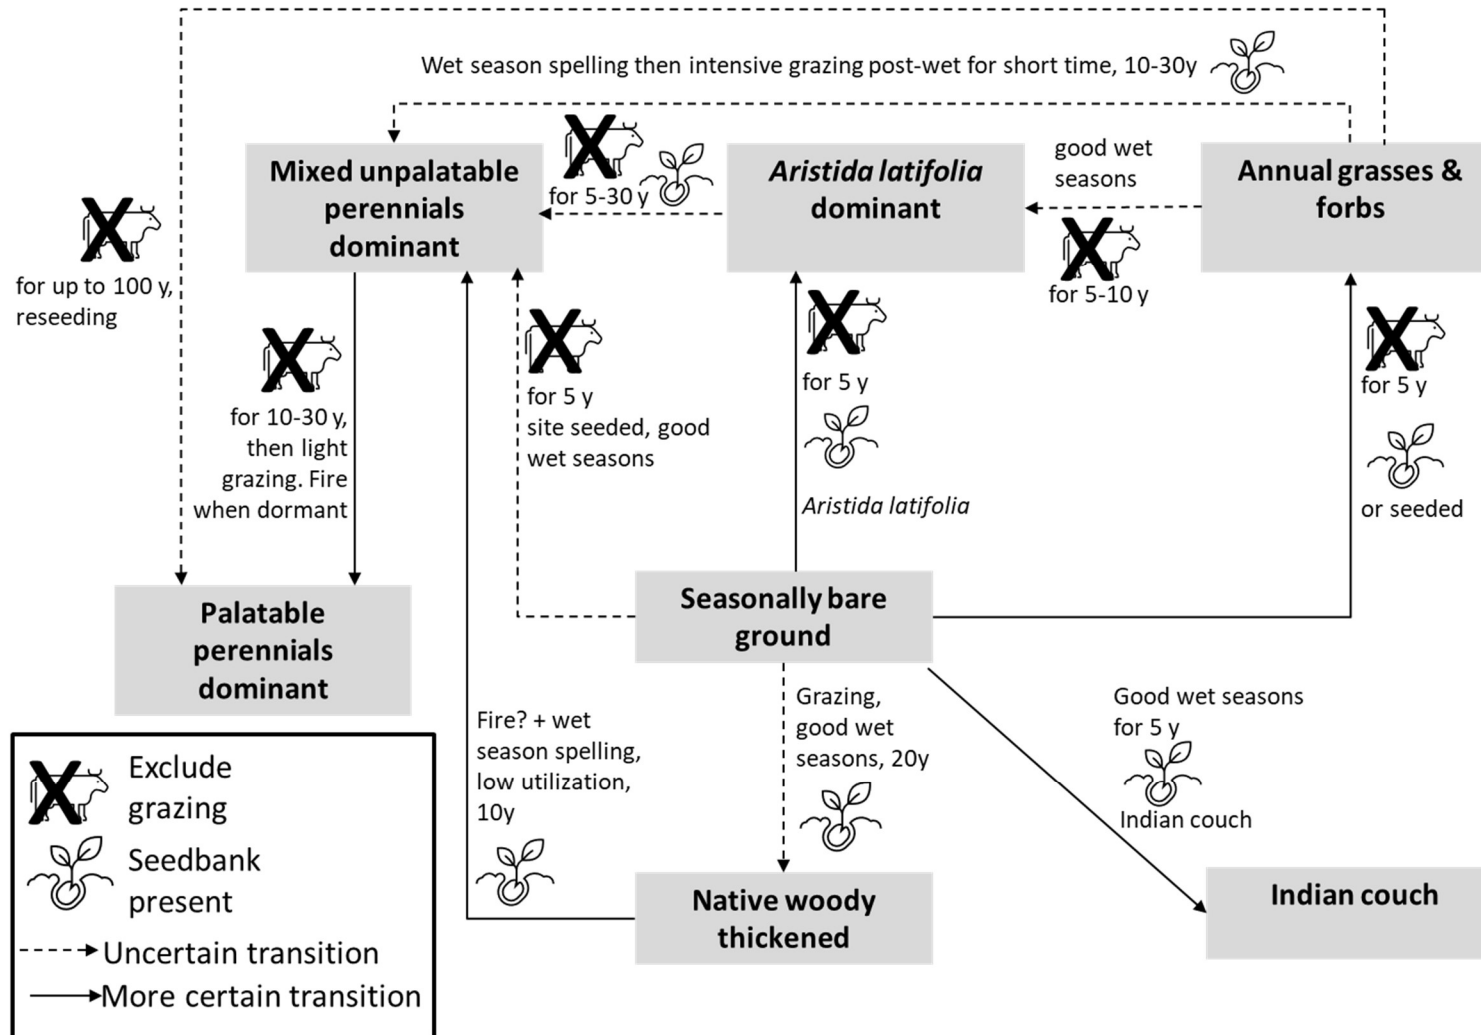 Wet season spelling then intensive grazing post-wet for short time, 10-30y
Mixed unpalatable
perennials
dominant
for 5-30 y
Aristida latifolia
dominant
good wet
seasons
for 5-10 y
Annual grasses &
forbs
for up to 100 y,
reseeding
for 10-30 y,
then light
grazing. Fire
when dormant
for 5 y
site seeded, good
wet seasons
for 5 y
Aristida latifolia
for 5 y
or seeded
Palatable
perennials
dominant
Seasonally bare
ground
Fire? + wet
season spelling,
low utilization,
10y
Grazing,
good wet
seasons, 20y
Good wet seasons
for 5 y
Indian couch
Native woody
thickened
Indian couch
Exclude
grazing
Seedbank
present
Uncertain transition
More certain transition